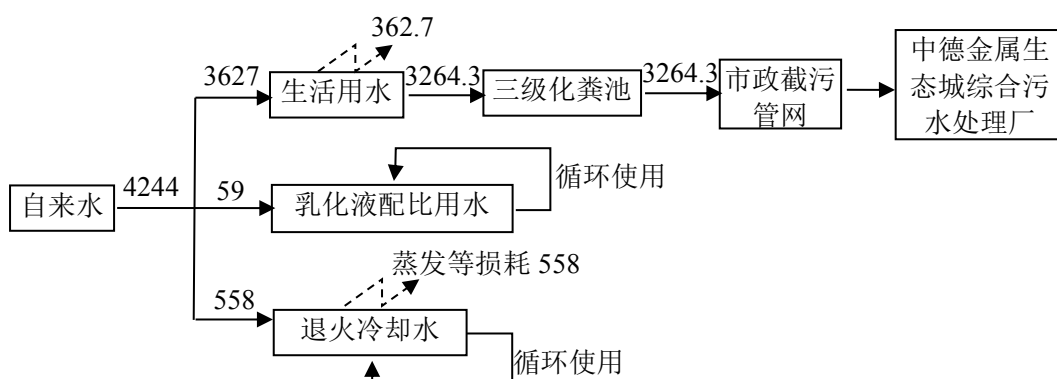 362.7
3627
生活用水
3264.3
三级化粪池
3264.3
市政截污
管网
中德金属生
态城综合污
水处理厂
自来水
4244
59
乳化液配比用水
循环使用
蒸发等损耗 558
558
退火冷却水
循环使用